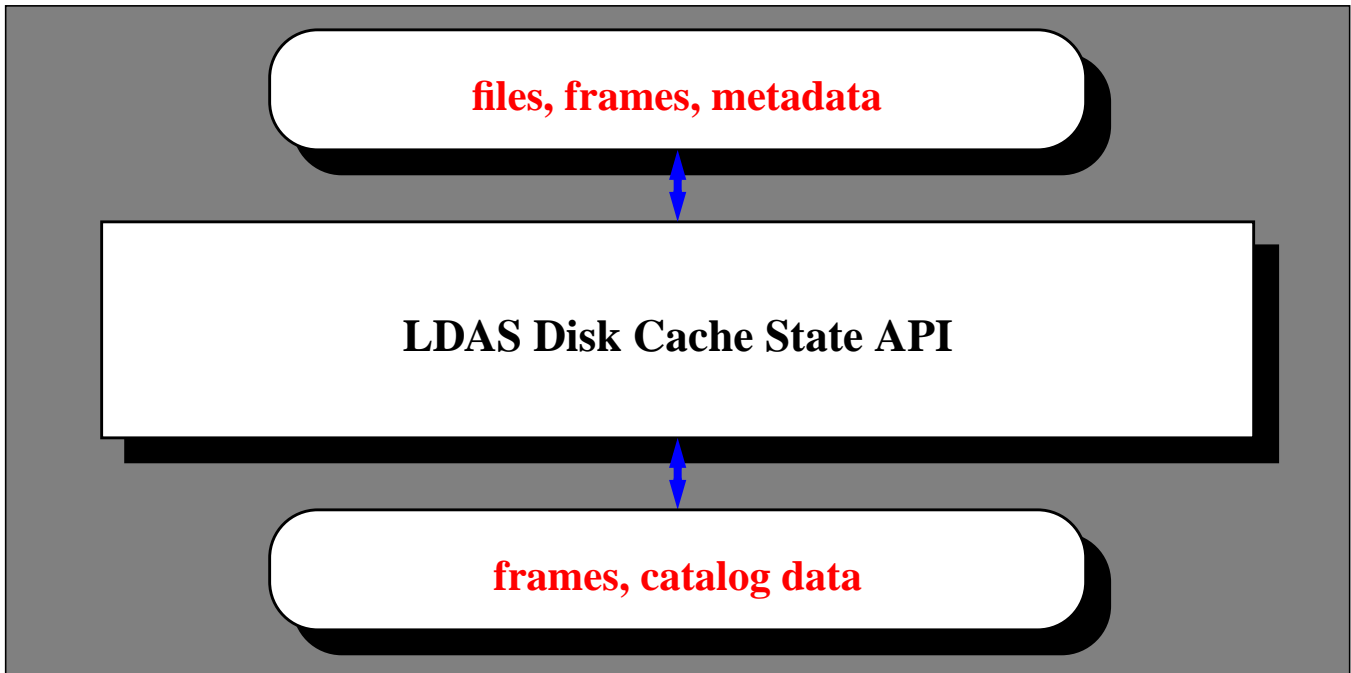 files, frames, metadata
LDAS Disk Cache State API
frames, catalog data